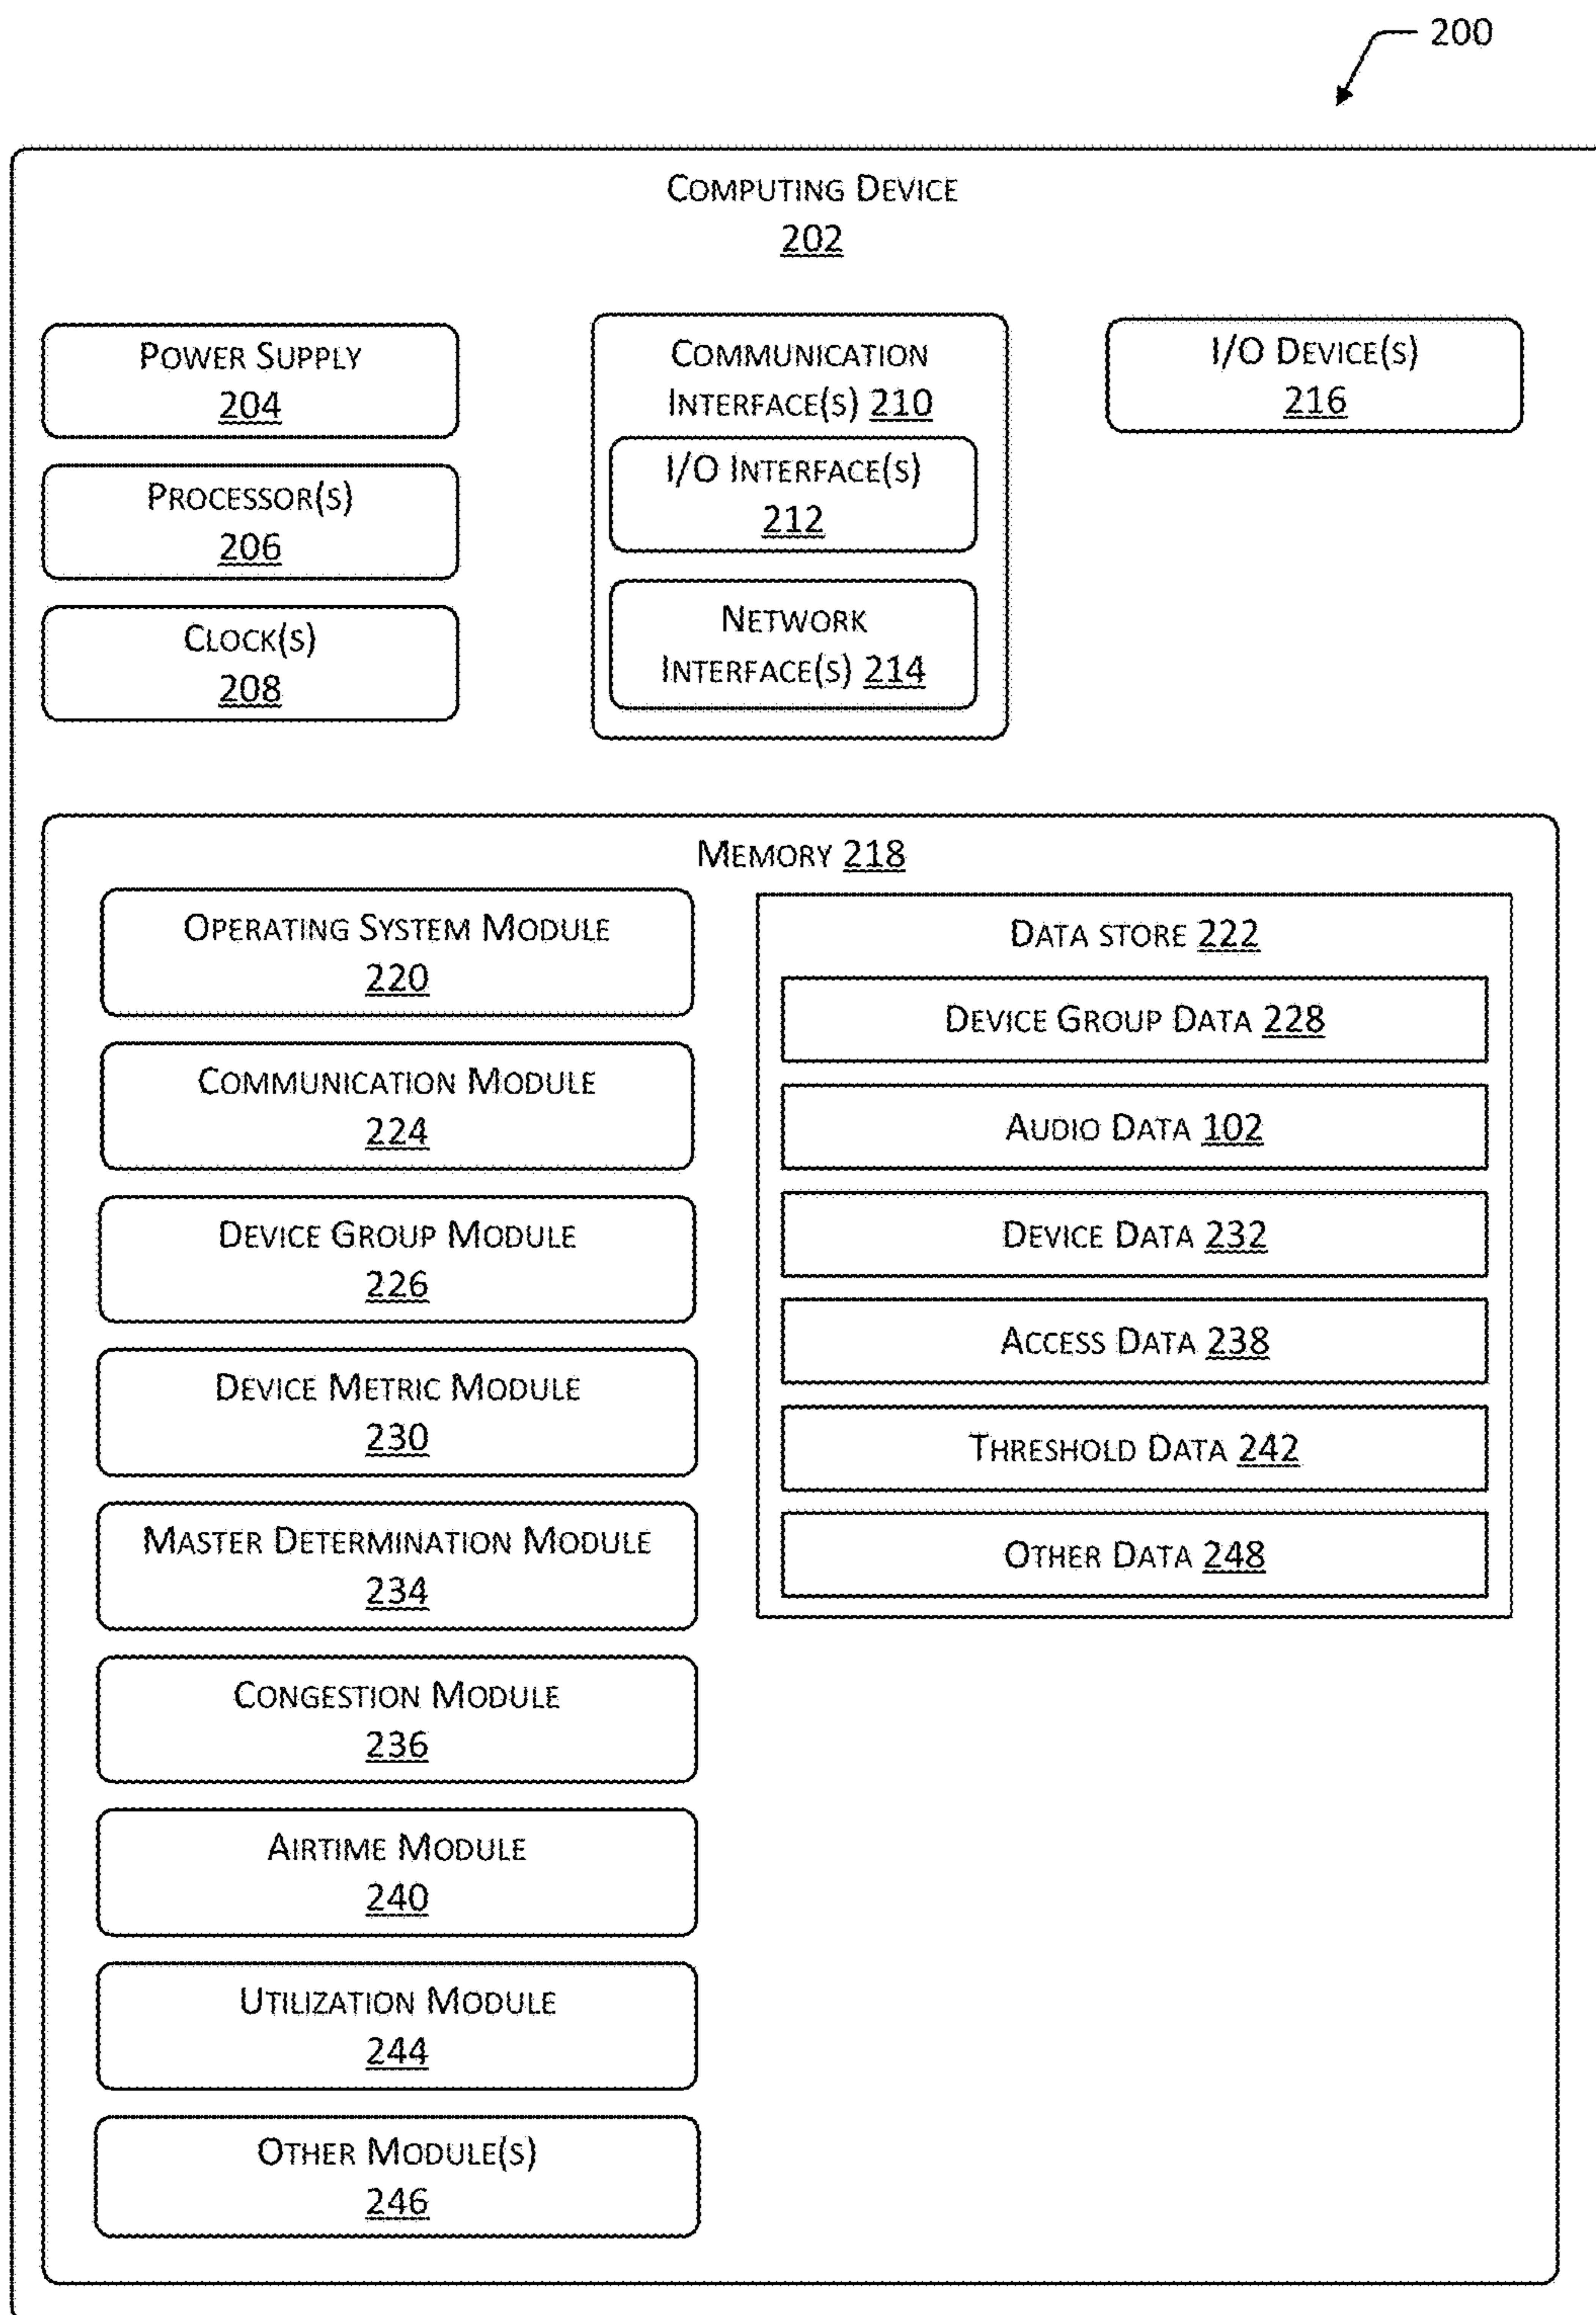 200
COMPUTING DEVICE
202
POWER SUPPLY
204
PROCESSOR(S)
206
CLOCK(S)
208
COMMUNICATION
INTERFACE(S) 210
I/O INTERFACE(S)
212
NETWORK
INTERFACE(S) 214
I/O DEVICE(S)
216
MEMORY 218
OPERATING SYSTEM MODULE
220
COMMUNICATION MODULE
224
DEVICE GROUP MODULE
226
DEVICE METRIC MODULE
230
MASTER DETERMINATION MODULE
234
CONGESTION MODULE
236
AIRTIME MODULE
240
UTILIZATION MODULE
244
OTHER MODULE(S)
246
DATA STORE 222
DEVICE GROUP DATA 228
AUDIO DATA 102
DEVICE DATA 232
ACCESS DATA 238
THRESHOLD DATA 242
OTHER DATA 248